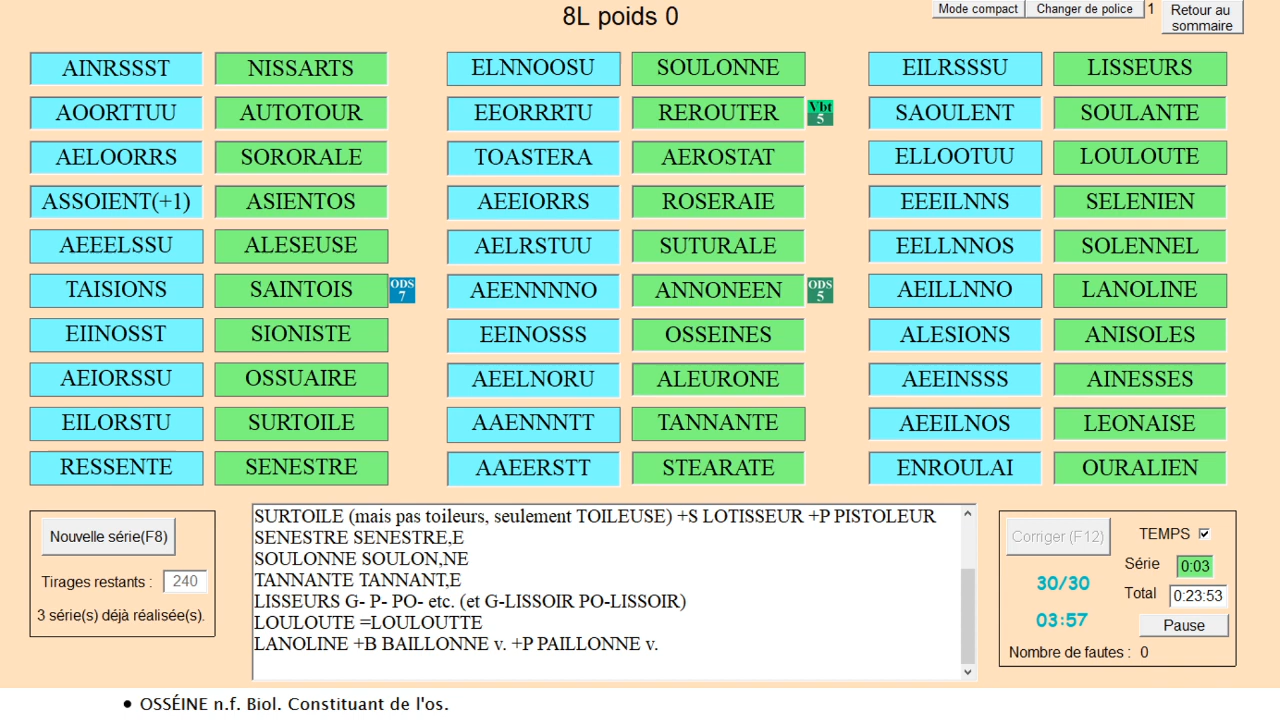 8L poids 0
Mode compact Changer de police 1 Retour au
sommaire
AINRSSST NISSARTS ELNNOOSU SOULONNE EILRSSSU LISSEURS
AOORTTUU AUTOTOUR EEORRRTU REROUTER Vbt 5 SAOULENT SOULANTE
AELOORRS SORORALE TOASTERA AEROSTAT ELLOOTUU LOULOUTE
ASSOIENT(+1) ASIENTOS AEEIORRS ROSERAIE EEEILNNS SELENIEN
AEEELSSU ALESEUSE AELRSTUU SUTURALE EELLNNOS SOLENNEL
TAISIONS SAINTOIS ODS 7 AEENNNNO ANNONEEN ODS 5 AEILLNNO LANOLINE
EIINOSST SIONISTE EEINOSSS OSSEINES ALESIONS ANISOLES
AEIORSSU OSSUAIRE AEELNORU ALEURONE AEEINSSS AINESSES
EILORSTU SURTOILE AAENNNTT TANNANTE AEEILNOS LEONAISE
RESSENTE SENESTRE AAEERSTT STEARATE ENROULAI OURALIEN
Nouvelle série(F8)
Tirages restants : 240
3 série(s) déjà réalisée(s).
SURTOILE (mais pas toileurs, seulement TOILEUSE) +S LOTISSEUR +P PISTOLEUR
SENESTRE SENESTRE,E
SOULONNE SOULON,NE
TANNANTE TANNANT,E
LISSEURS G- P- PO- etc. (et G-LISSOIR PO-LISSOIR)
LOULOUTE =LOULOUTTE
LANOLINE +B BAILLONNE v. +P PAILLONNE v.
Corriger (F12) TEMPS
Série 0:03
30/30 Total 0:23:53
03:57 Pause
Nombre de fautes : 0
• OSSÉINE n.f. Biol. Constituant de l'os.